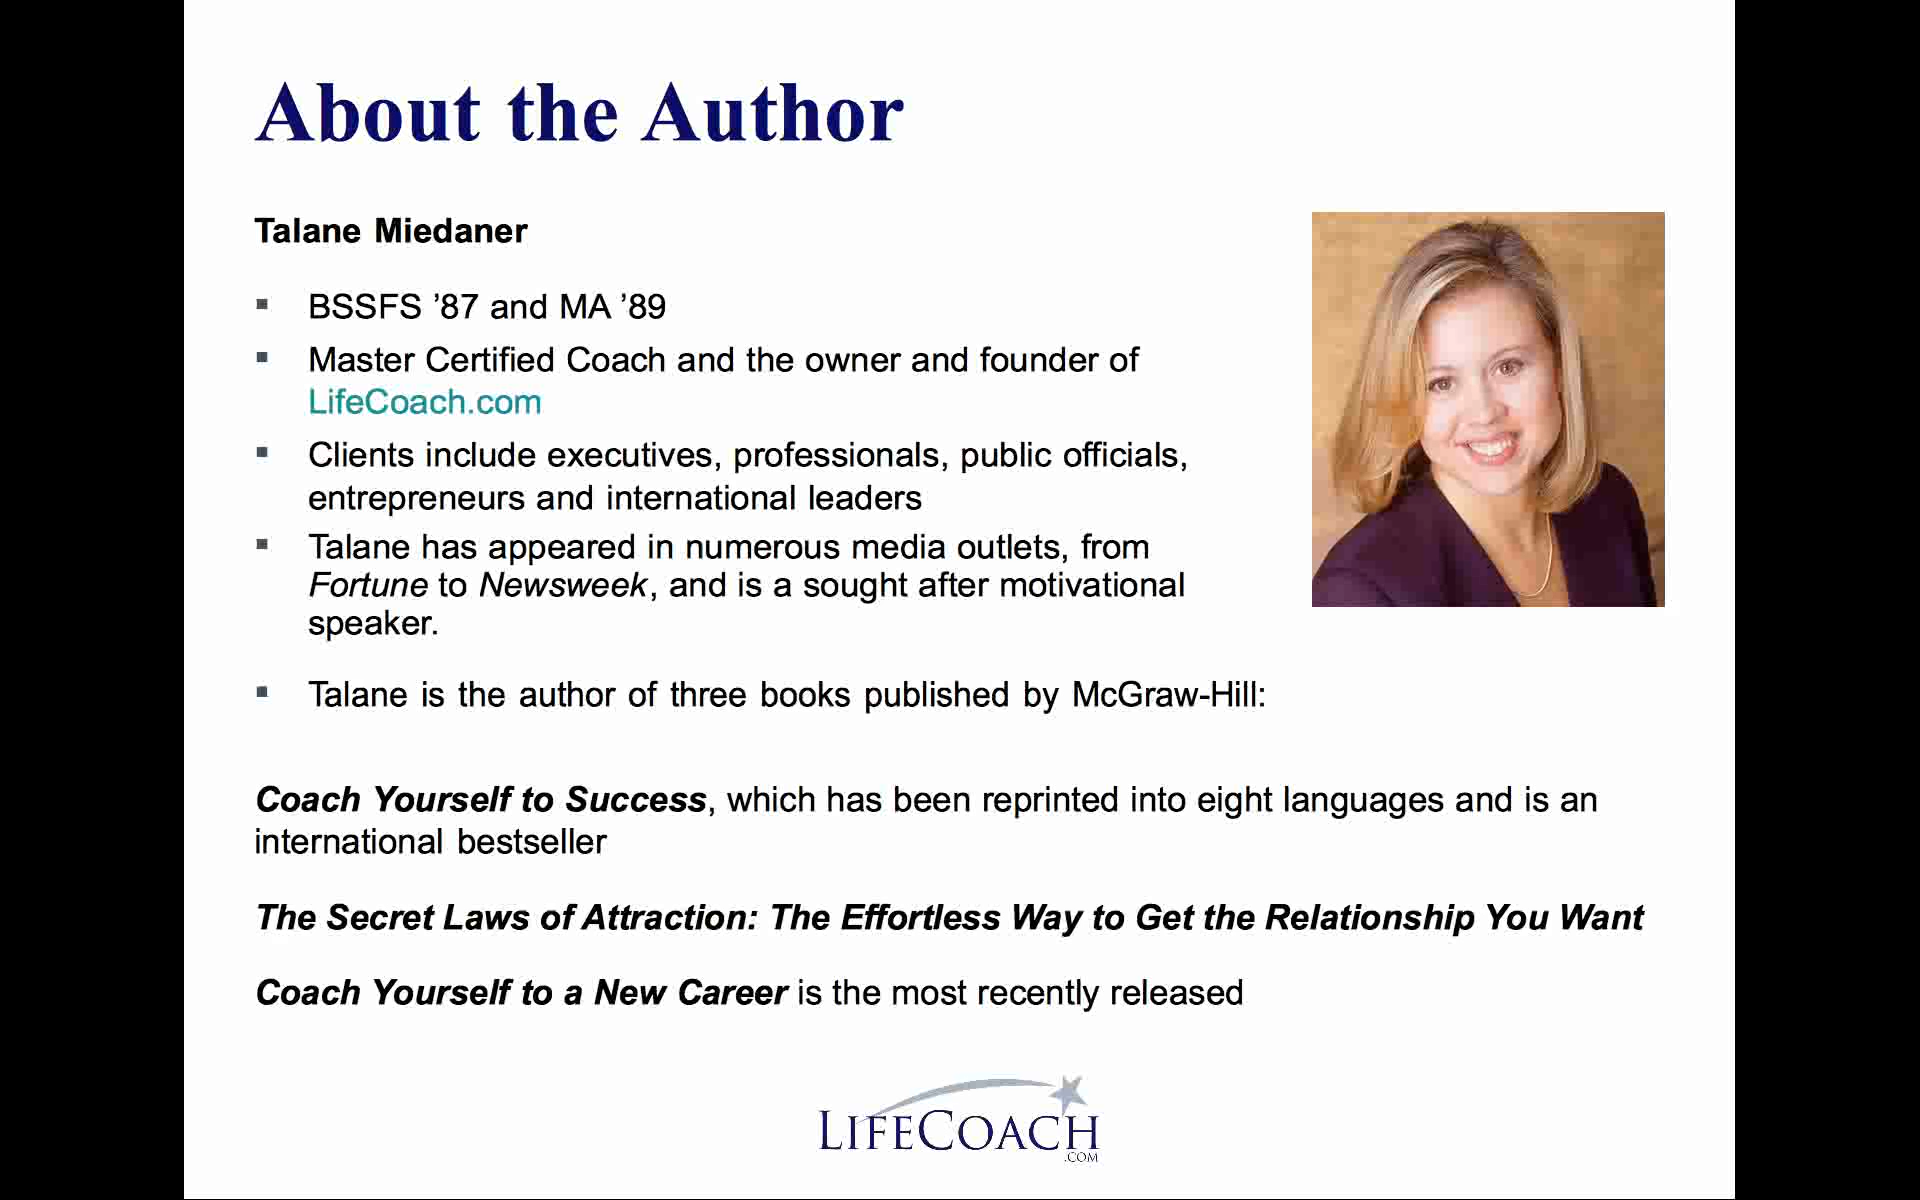 About the Author
Talane Miedaner
▪ BSSFS ’87 and MA ’89
▪ Master Certified Coach and the owner and founder of
LifeCoach.com
▪ Clients include executives, professionals, public officials,
entrepreneurs and international leaders
▪ Talane has appeared in numerous media outlets, from
Fortune to Newsweek, and is a sought after motivational
speaker.
▪ Talane is the author of three books published by McGraw-Hill:
Coach Yourself to Success, which has been reprinted into eight languages and is an
international bestseller
The Secret Laws of Attraction: The Effortless Way to Get the Relationship You Want
Coach Yourself to a New Career is the most recently released
LIFECOACH
.COM